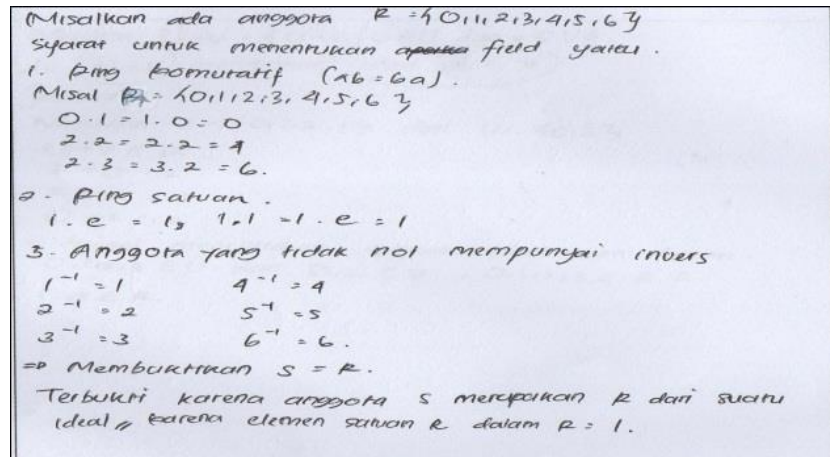 (Misalkan ada anggota R = {0,1,2,3,4,5,6}
syarat untuk menentukan field yaitu.
1. Ring komutatif (ab = ba).
Misal R = {0,1,2,3,4,5,6}
0.1 = 1.0 = 0
2.2 = 2.2 = 4
2.3 = 3.2 = 6.
2. Ring satuan.
1.e = 1, 1.1 = 1. e = 1
3. Anggota yang tidak nol mempunyai invers
1⁻¹ = 1 4⁻¹ = 4
2⁻¹ = 2 5⁻¹ = 5
3⁻¹ = 3 6⁻¹ = 6.
=> Membuktikan S = R.
Terbukti karena anggota S merupakan R dari suatu
ideal, karena elemen satuan R dalam R = 1.